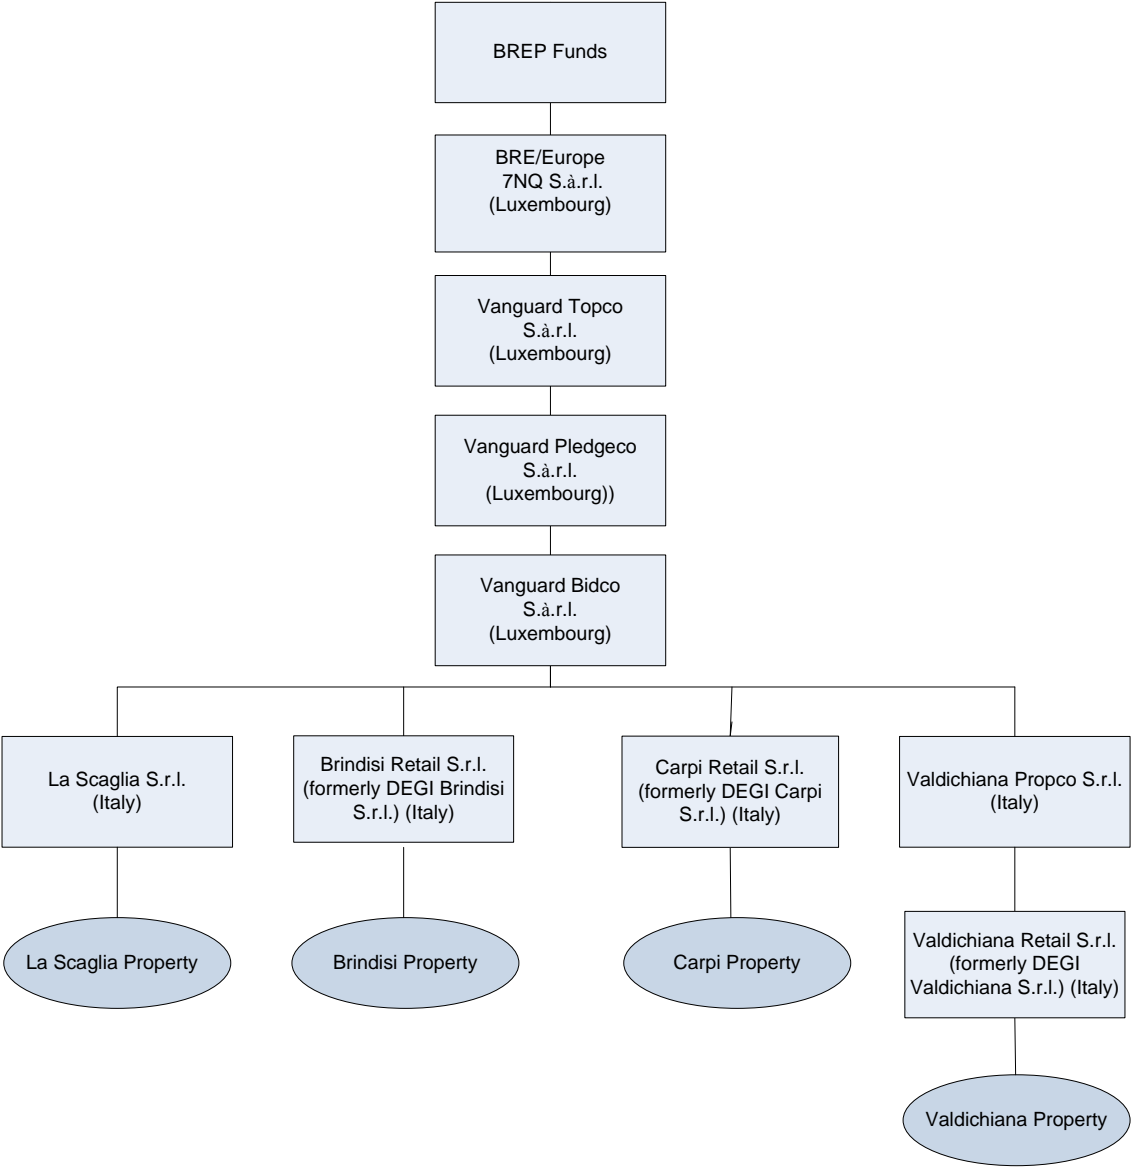 BREP Funds
BRE/Europe
7NQ S.à.r.l.
(Luxembourg)
Vanguard Topco
S.à.r.l.
(Luxembourg)
Vanguard Pledgeco
S.à.r.l.
(Luxembourg))
Vanguard Bidco
S.à.r.l.
(Luxembourg)
La Scaglia S.r.l.
(Italy)
Brindisi Retail S.r.l.
(formerly DEGI Brindisi
S.r.l.) (Italy)
Carpi Retail S.r.l.
(formerly DEGI Carpi
S.r.l.) (Italy)
Valdichiana Propco S.r.l.
(Italy)
La Scaglia Property
Brindisi Property
Carpi Property
Valdichiana Retail S.r.l.
(formerly DEGI
Valdichiana S.r.l.) (Italy)
Valdichiana Property